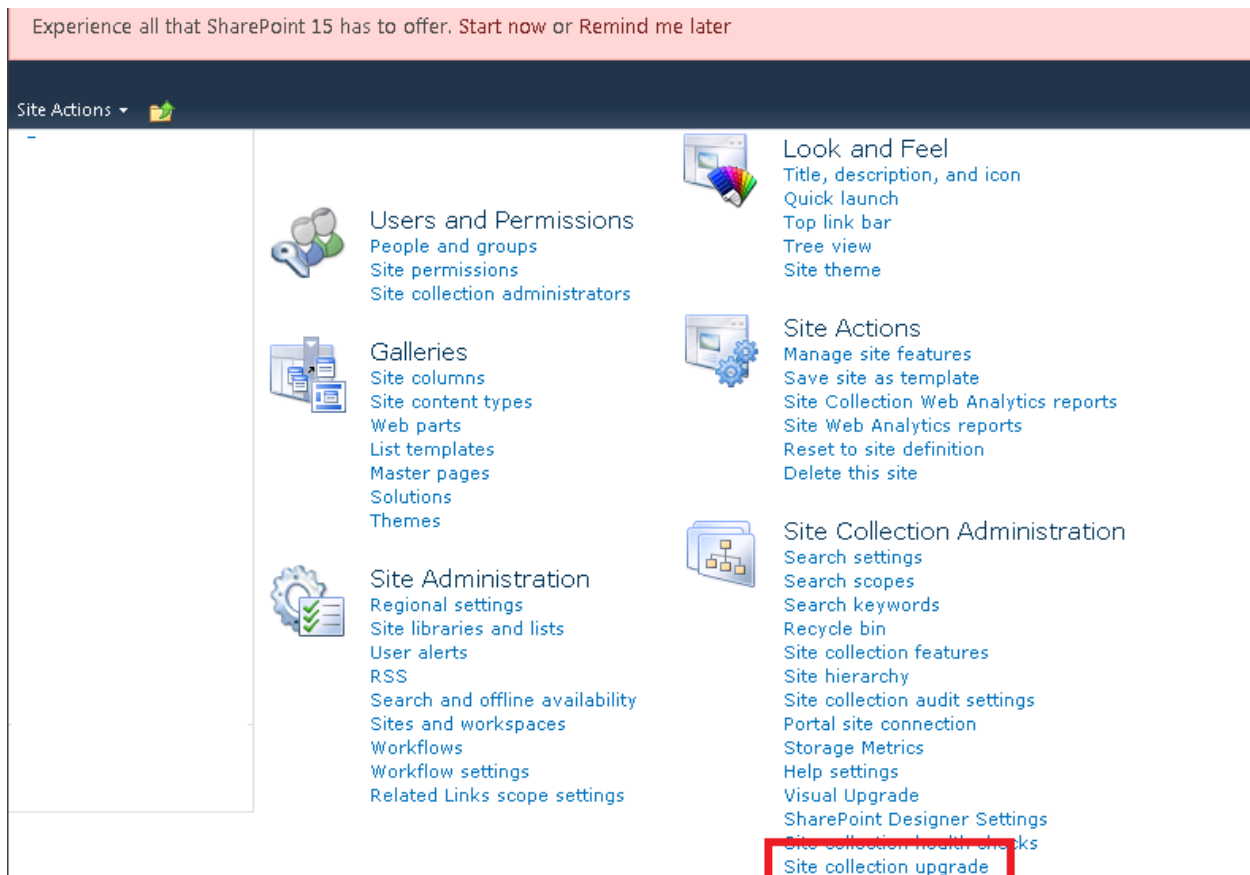 Experience all that SharePoint 15 has to offer. Start now or Remind me later
Site Actions
Users and Permissions
People and groups
Site permissions
Site collection administrators
Galleries
Site columns
Site content types
Web parts
List templates
Master pages
Solutions
Themes
Site Administration
Regional settings
Site libraries and lists
User alerts
RSS
Search and offline availability
Sites and workspaces
Workflows
Workflow settings
Related Links scope settings
Look and Feel
Title, description, and icon
Quick launch
Top link bar
Tree view
Site theme
Site Actions
Manage site features
Save site as template
Site Collection Web Analytics reports
Site Web Analytics reports
Reset to site definition
Delete this site
Site Collection Administration
Search settings
Search scopes
Search keywords
Recycle bin
Site collection features
Site hierarchy
Site collection audit settings
Portal site connection
Storage Metrics
Help settings
Visual Upgrade
SharePoint Designer Settings
Site collection health checks
Site collection upgrade